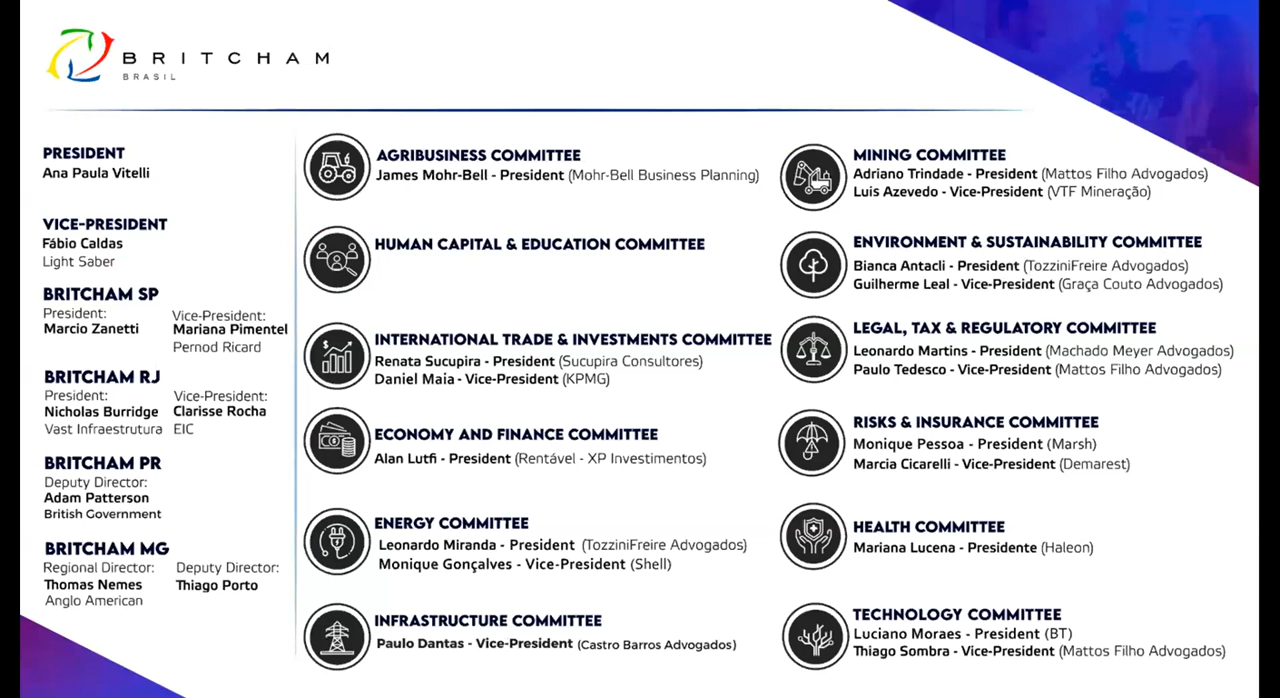 BRITCHAM
BRASIL
PRESIDENT
Ana Paula Vitelli
VICE-PRESIDENT
Fábio Caldas
Light Saber
BRITCHAM SP
President:
Marcio Zanetti
Vice-President:
Mariana Pimentel
Pernod Ricard
BRITCHAM RJ
President:
Nicholas Burridge
Vast Infraestrutura
Vice-President:
Clarisse Rocha
EIC
BRITCHAM PR
Deputy Director:
Adam Patterson
British Government
BRITCHAM MG
Regional Director:
Thomas Nemes
Anglo American
Deputy Director:
Thiago Porto
AGRIBUSINESS COMMITTEE
James Mohr-Bell - President (Mohr-Bell Business Planning)
HUMAN CAPITAL & EDUCATION COMMITTEE
INTERNATIONAL TRADE & INVESTMENTS COMMITTEE
Renata Sucupira - President (Sucupira Consultores)
Daniel Maia - Vice-President (KPMG)
ECONOMY AND FINANCE COMMITTEE
Alan Lutfi - President (Rentável - XP Investimentos)
ENERGY COMMITTEE
Leonardo Miranda - President (TozziniFreire Advogados)
Monique Gonçalves - Vice-President (Shell)
INFRASTRUCTURE COMMITTEE
Paulo Dantas - Vice-President (Castro Barros Advogados)
MINING COMMITTEE
Adriano Trindade - President (Mattos Filho Advogados)
Luis Azevedo - Vice-President (VTF Mineração)
ENVIRONMENT & SUSTAINABILITY COMMITTEE
Bianca Antacli - President (TozziniFreire Advogados)
Guilherme Leal - Vice-President (Graça Couto Advogados)
LEGAL, TAX & REGULATORY COMMITTEE
Leonardo Martins - President (Machado Meyer Advogados)
Paulo Tedesco - Vice-President (Mattos Filho Advogados)
RISKS & INSURANCE COMMITTEE
Monique Pessoa - President (Marsh)
Marcia Cicarelli - Vice-President (Demarest)
HEALTH COMMITTEE
Mariana Lucena - Presidente (Haleon)
TECHNOLOGY COMMITTEE
Luciano Moraes - President (BT)
Thiago Sombra - Vice-President (Mattos Filho Advogados)